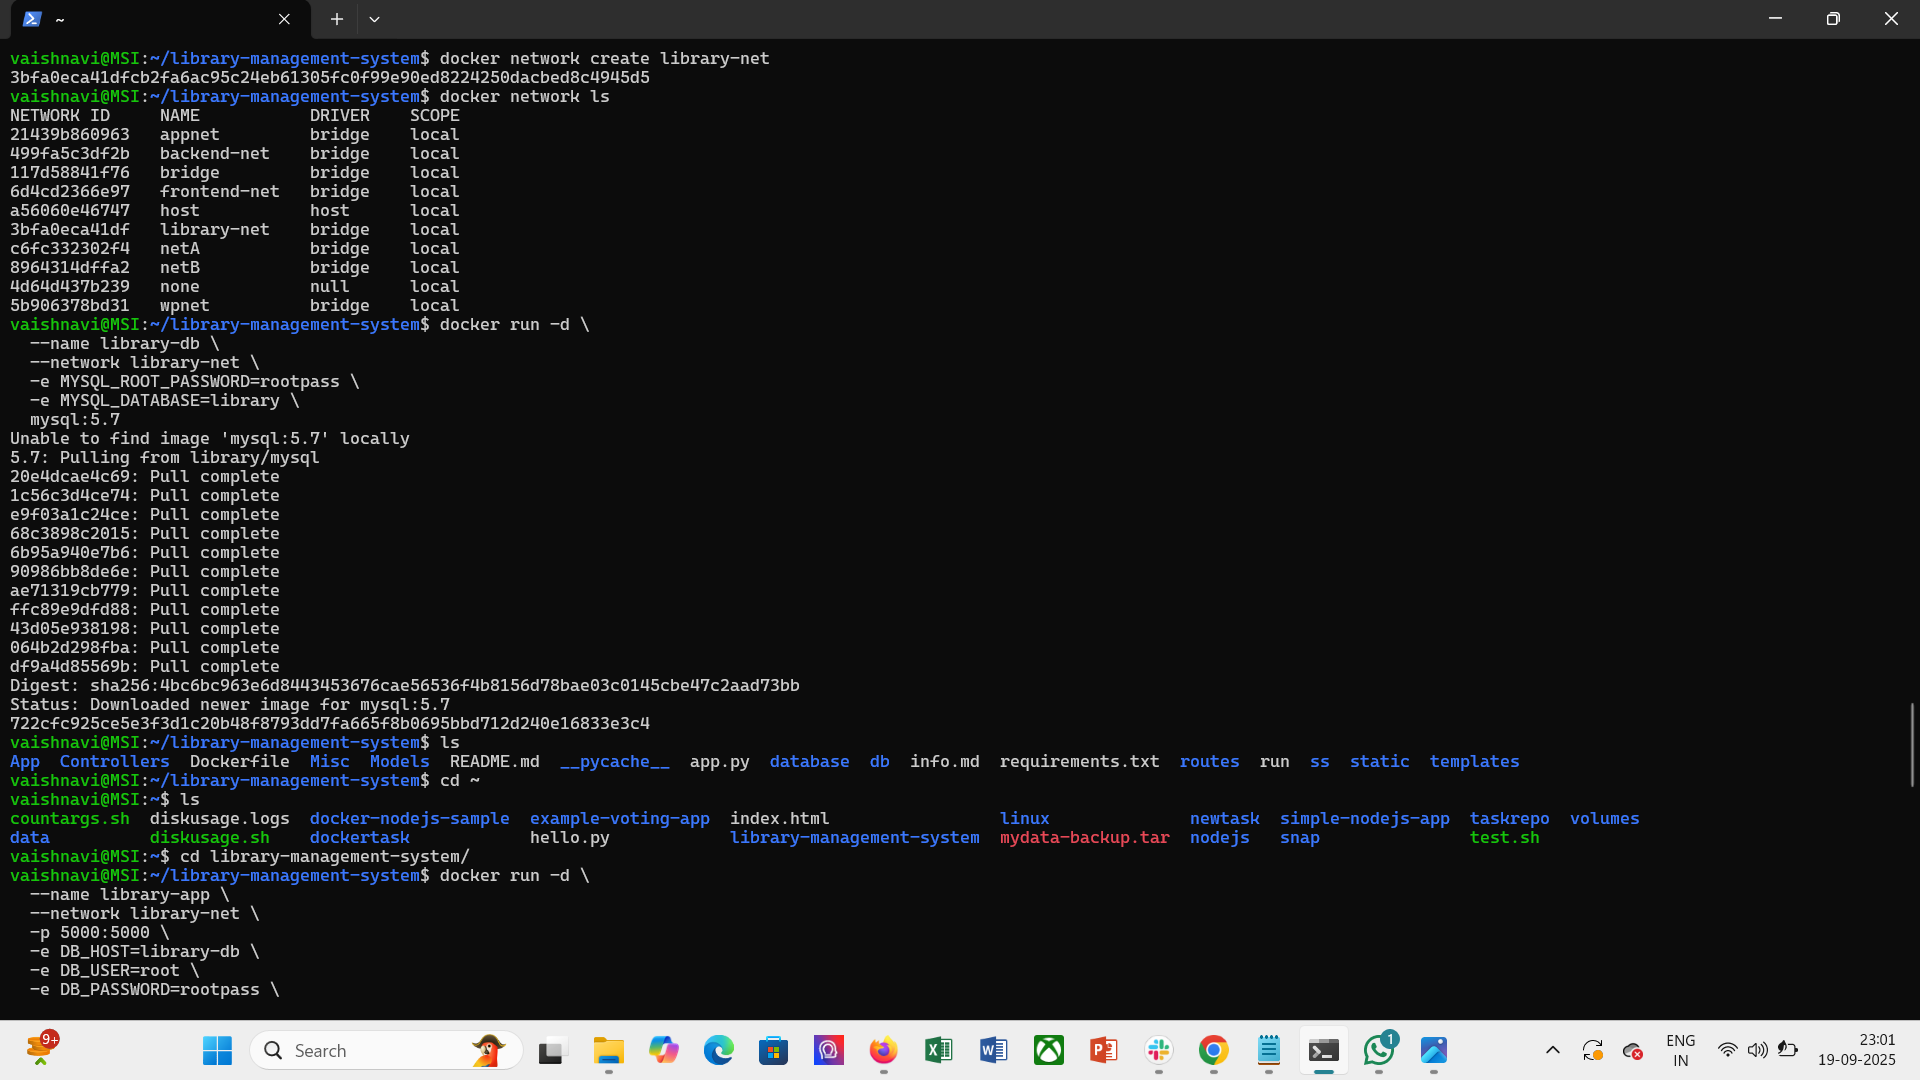 ~
vaishnavi@MSI:~/library-management-system$ docker network create library-net
3bfa0eca41dfcb2fa6ac95c24eb61305fc0f99e90ed8224250dacbed8c4945d5
vaishnavi@MSI:~/library-management-system$ docker network ls
NETWORK ID     NAME           DRIVER    SCOPE
21439b860963   appnet         bridge    local
499fa5c3df2b   backend-net    bridge    local
117d58841f76   bridge         bridge    local
6d4cd2366e97   frontend-net   bridge    local
a56060e46747   host           host      local
3bfa0eca41df   library-net    bridge    local
c6fc332302f4   netA           bridge    local
8964314dffa2   netB           bridge    local
4d64d437b239   none           null      local
5b906378bd31   wpnet          bridge    local
vaishnavi@MSI:~/library-management-system$ docker run -d \
  --name library-db \
  --network library-net \
  -e MYSQL_ROOT_PASSWORD=rootpass \
  -e MYSQL_DATABASE=library \
  mysql:5.7
Unable to find image 'mysql:5.7' locally
5.7: Pulling from library/mysql
20e4dcae4c69: Pull complete
1c56c3d4ce74: Pull complete
e9f03a1c24ce: Pull complete
68c3898c2015: Pull complete
6b95a940e7b6: Pull complete
90986bb8de6e: Pull complete
ae71319cb779: Pull complete
ffc89e9dfd88: Pull complete
43d05e938198: Pull complete
064b2d298fba: Pull complete
df9a4d85569b: Pull complete
Digest: sha256:4bc6bc963e6d8443453676cae56536f4b8156d78bae03c0145cbe47c2aad73bb
Status: Downloaded newer image for mysql:5.7
722cfc925ce5e3f3d1c20b48f8793dd7fa665f8b0695bbd712d240e16833e3c4
vaishnavi@MSI:~/library-management-system$ ls
App  Controllers  Dockerfile  Misc  Models  README.md  __pycache__  app.py  database  db  info.md  requirements.txt  routes  run  ss  static  templates
vaishnavi@MSI:~/library-management-system$ cd ~
vaishnavi@MSI:~$ ls
countargs.sh  diskusage.logs  docker-nodejs-sample  example-voting-app  index.html                 linux              newtask  simple-nodejs-app  taskrepo  volumes
data          diskusage.sh    dockertask            hello.py            library-management-system  mydata-backup.tar  nodejs   snap               test.sh
vaishnavi@MSI:~$ cd library-management-system/
vaishnavi@MSI:~/library-management-system$ docker run -d \
  --name library-app \
  --network library-net \
  -p 5000:5000 \
  -e DB_HOST=library-db \
  -e DB_USER=root \
  -e DB_PASSWORD=rootpass \
9+
Search
1
ENG
IN
23:01
19-09-2025